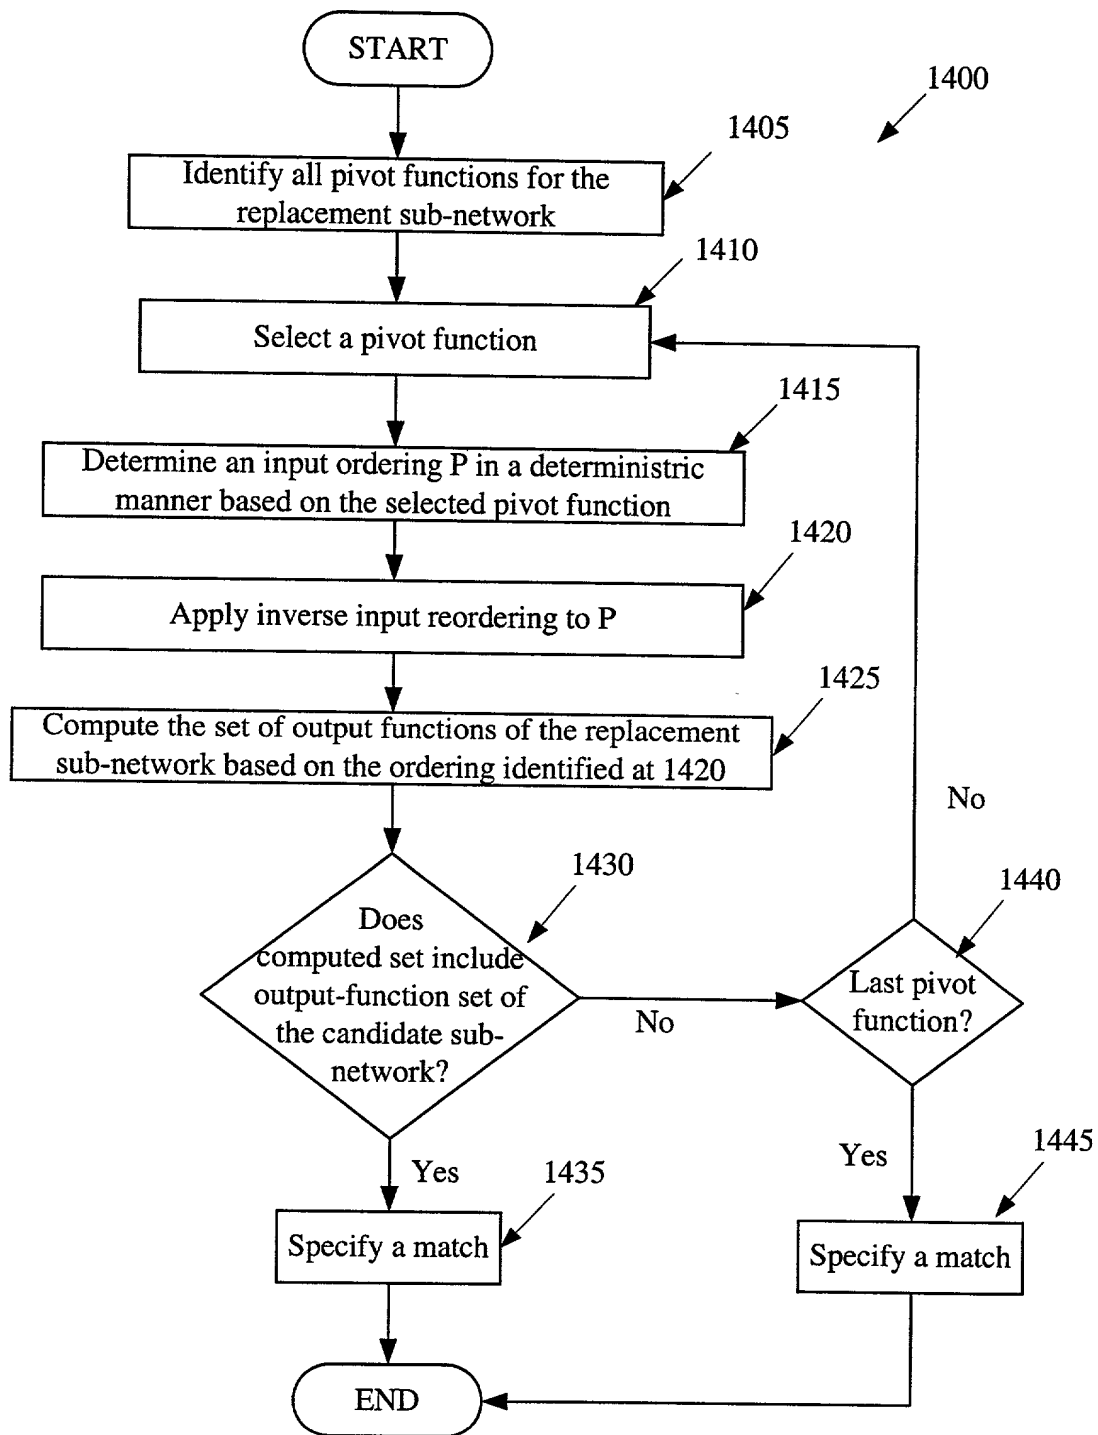 START
1400
1405
Identify all pivot functions for the
replacement sub-network
1410
Select a pivot function
1415
Determine an input ordering P in a deterministric
manner based on the selected pivot function
1420
Apply inverse input reordering to P
1425
Compute the set of output functions of the replacement
sub-network based on the ordering identified at 1420
No
1430
1440
Does
computed set include
output-function set of
the candidate sub-
network?
No
Last pivot
function?
Yes
1435
Yes
1445
Specify a match
Specify a match
END